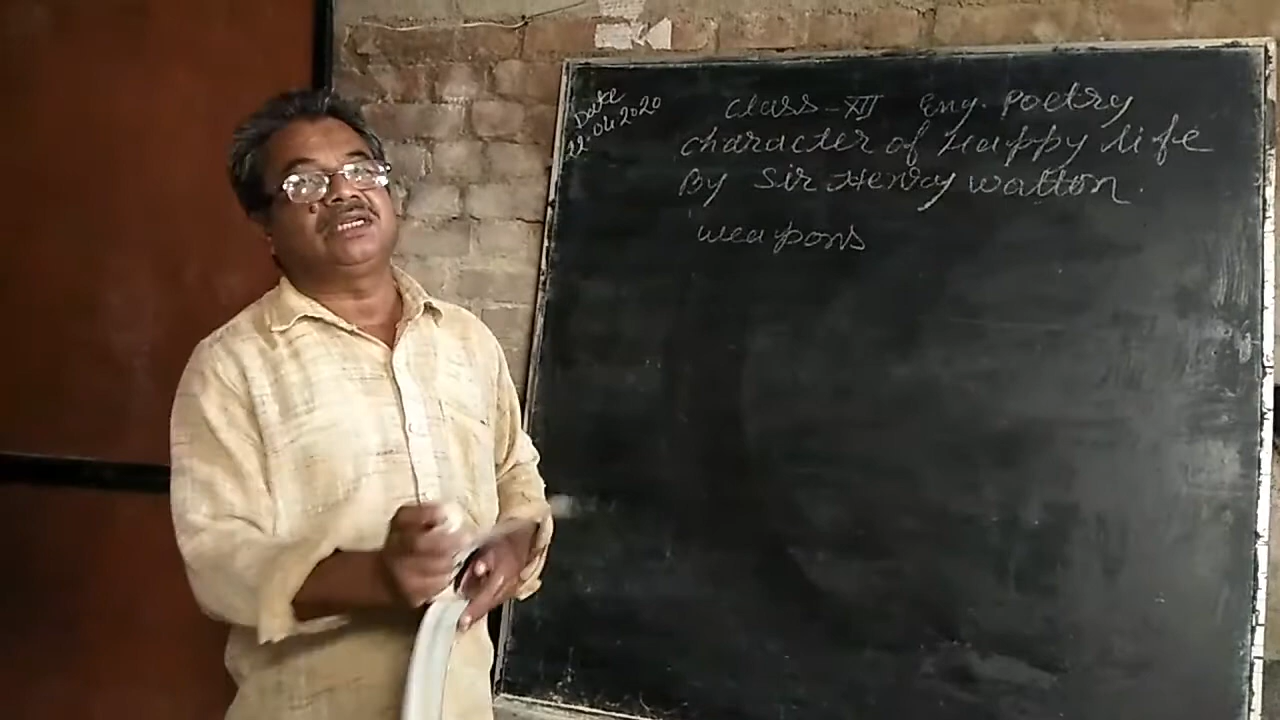 Date
22.04.2020
Class-XII Eng. Poetry
Character of Happy life
By Sir Henry Watton.
weapons